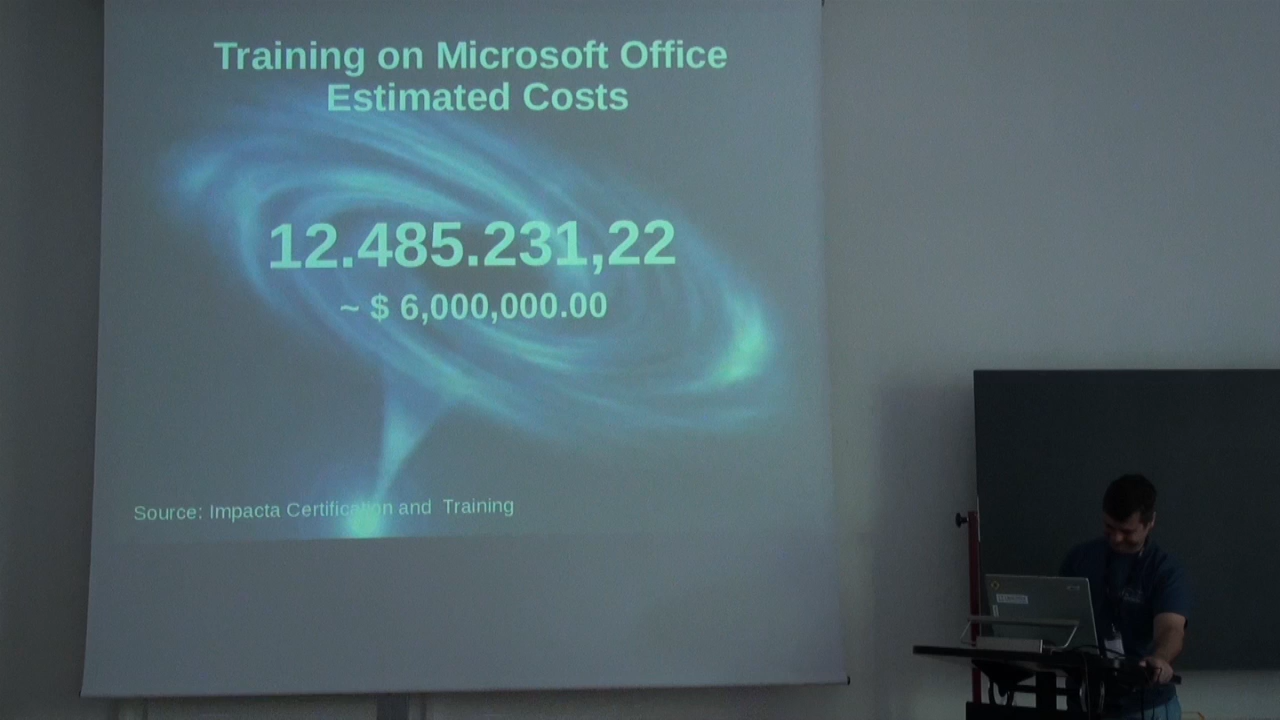 Training on Microsoft Office
Estimated Costs
12.485.231,22
~ $ 6,000,000.00
Source: Impacta Certification and Training